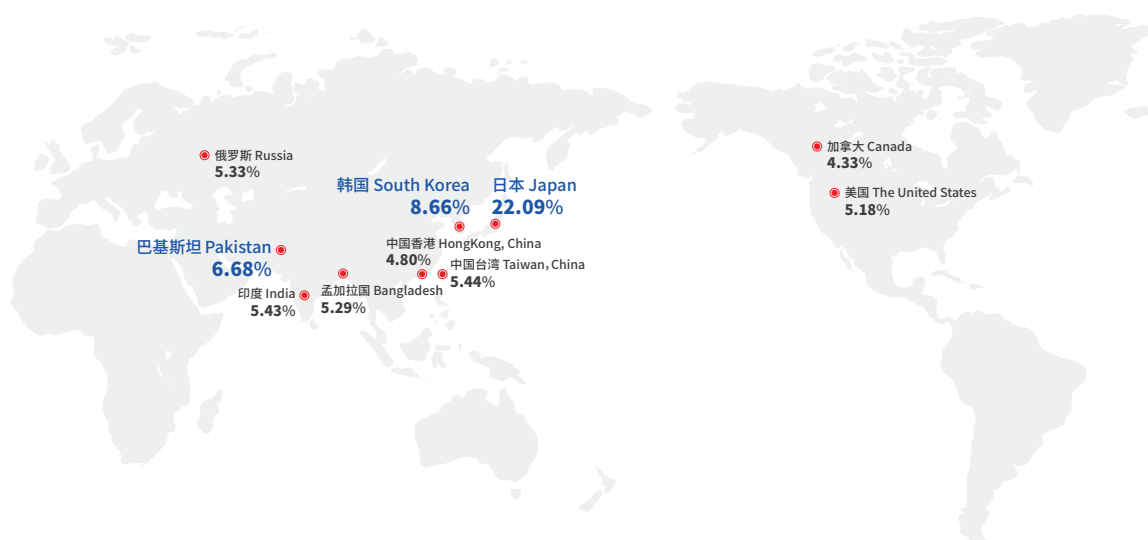 俄罗斯 Russia
5.33%
韩国 South Korea
8.66%
日本 Japan
22.09%
巴基斯坦 Pakistan
6.68%
中国香港 HongKong, China
4.80%
中国台湾 Taiwan, China
5.44%
印度 India
5.43%
孟加拉国 Bangladesh
5.29%
加拿大 Canada
4.33%
美国 The United States
5.18%